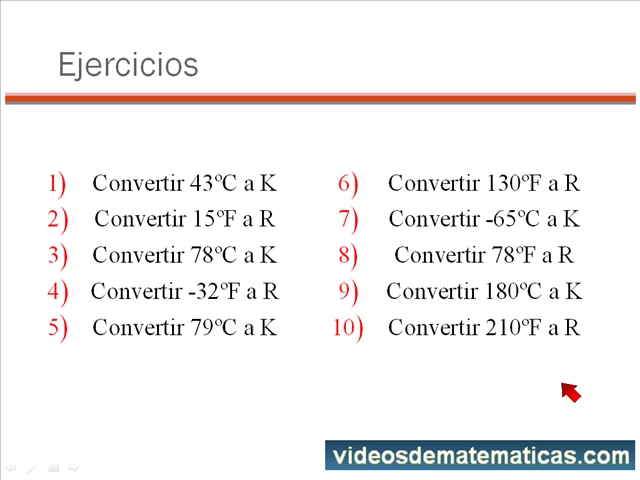 Ejercicios
1) Convertir 43ºC a K
2) Convertir 15ºF a R
3) Convertir 78ºC a K
4) Convertir -32ºF a R
5) Convertir 79ºC a K
6) Convertir 130ºF a R
7) Convertir -65ºC a K
8) Convertir 78ºF a R
9) Convertir 180ºC a K
10) Convertir 210ºF a R
videosdematematicas.com